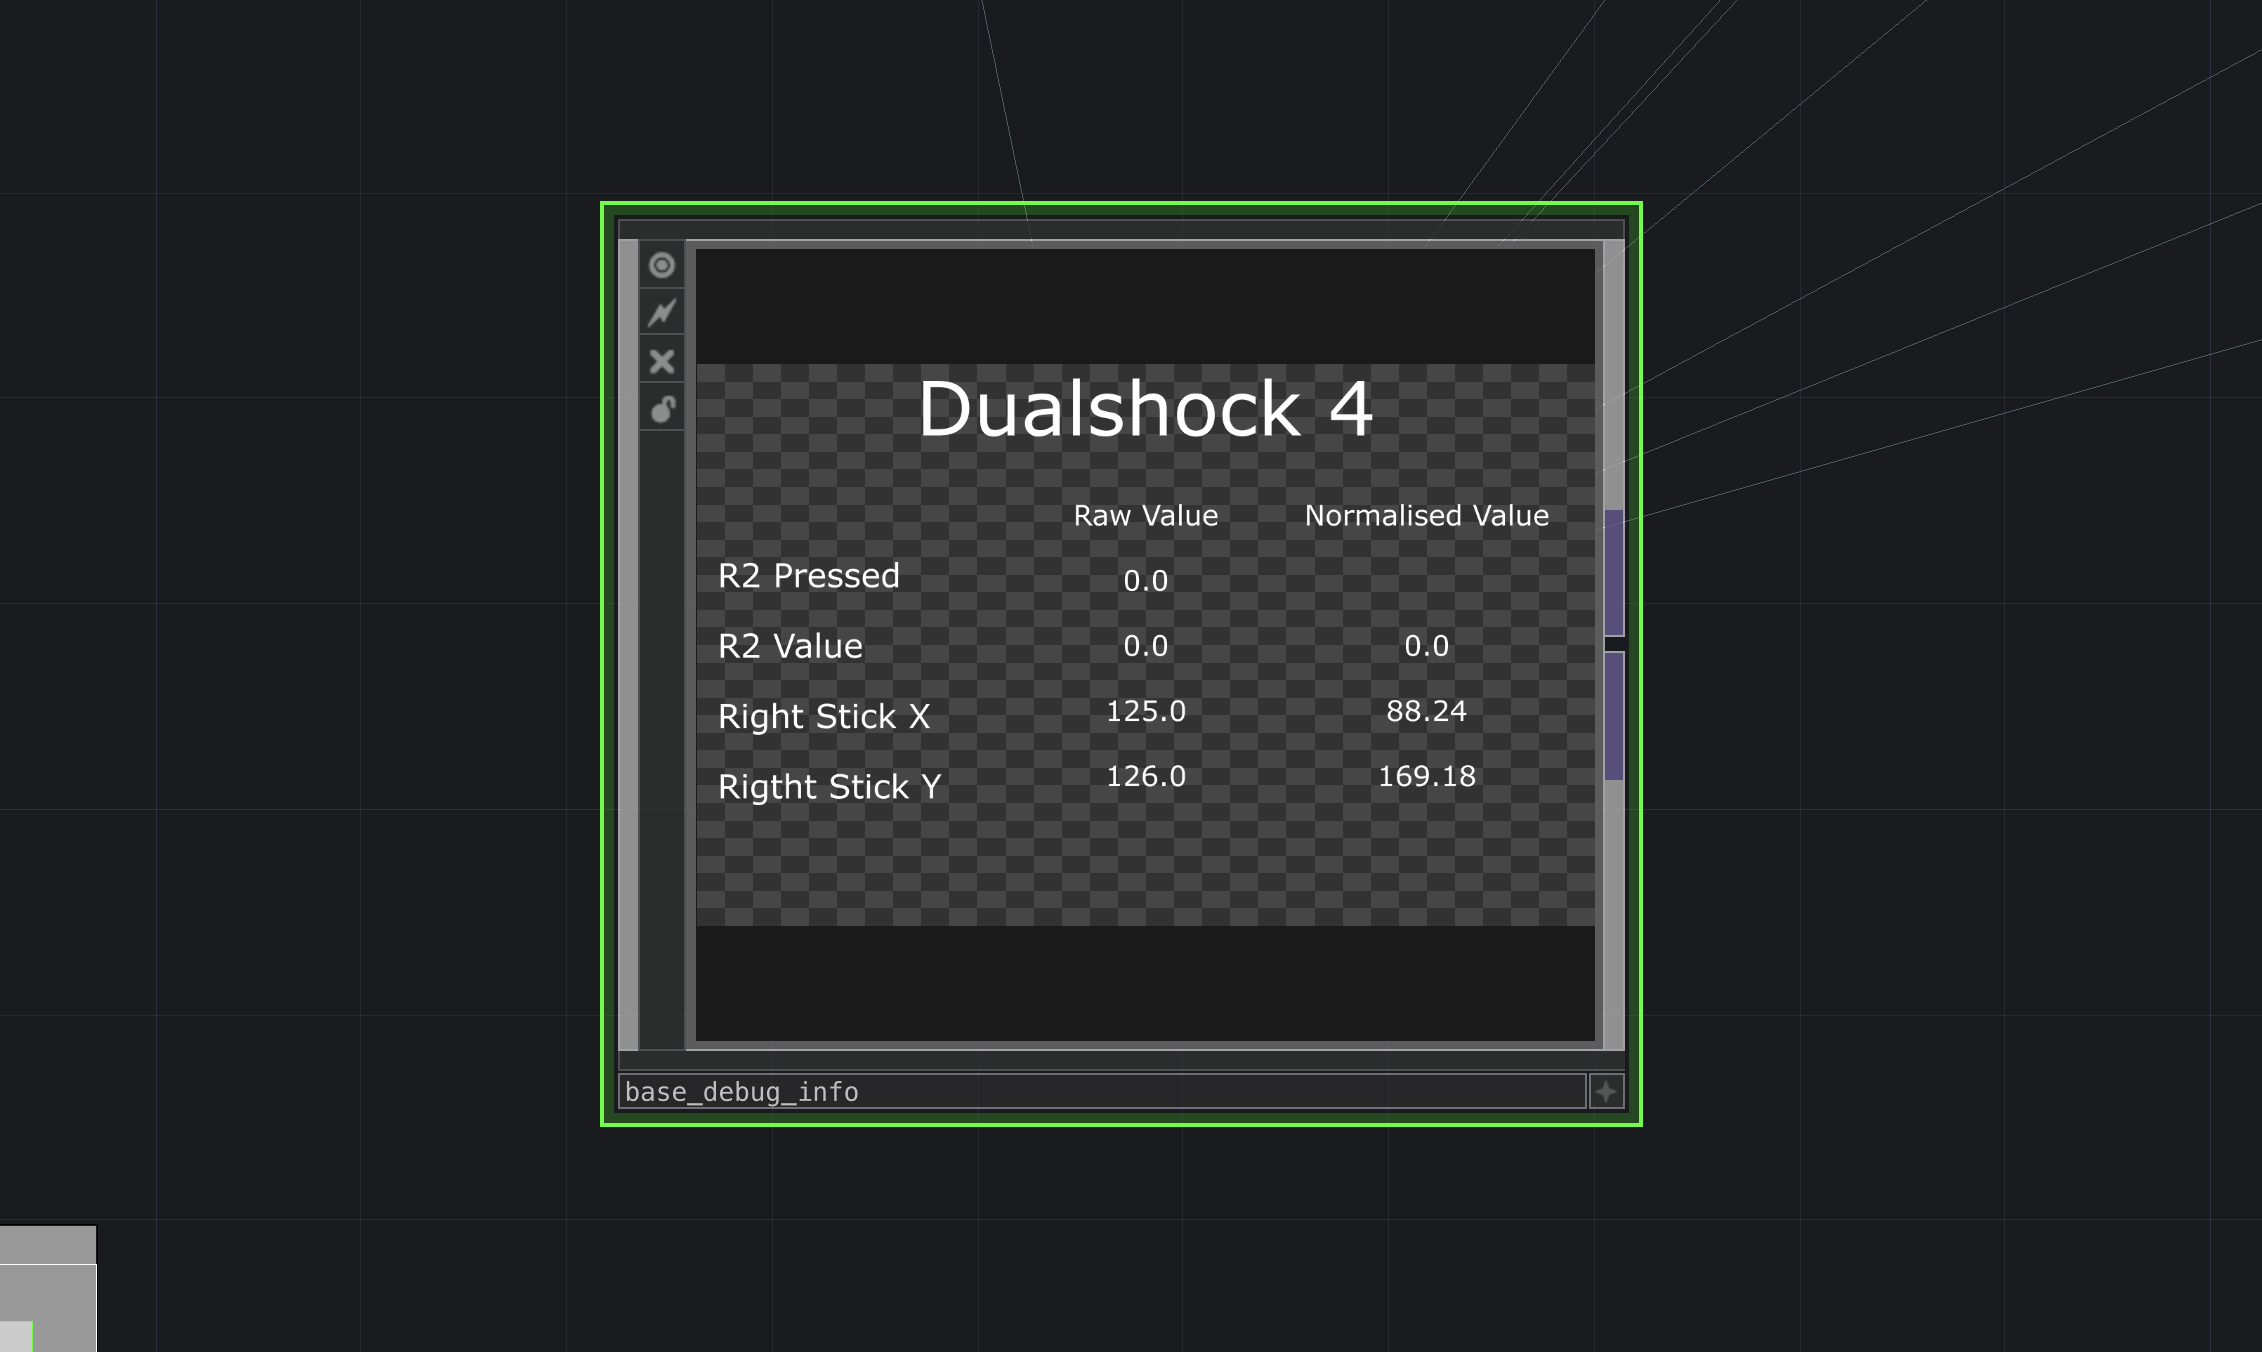 Dualshock 4
Raw Value Normalised Value
R2 Pressed 0.0
R2 Value 0.0 0.0
Right Stick X 125.0 88.24
Rigtht Stick Y 126.0 169.18
base_debug_info